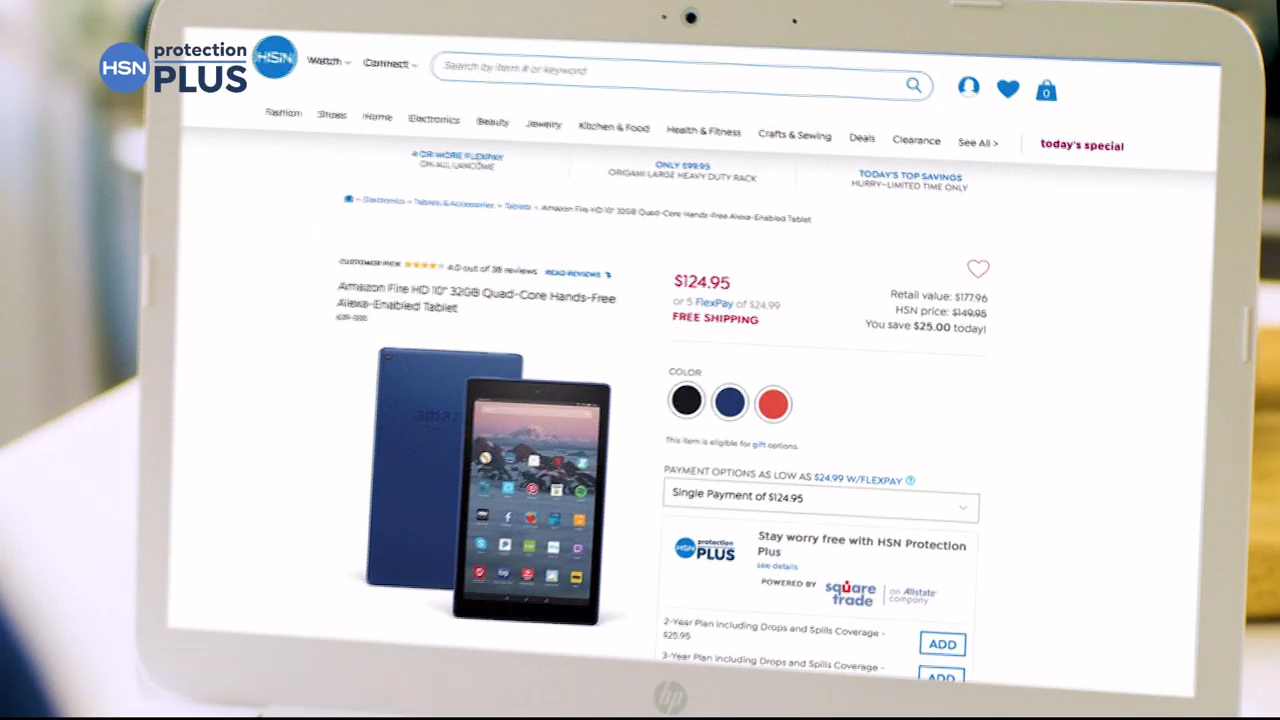 HSN protection PLUS
HSN
Watch Connect
Search by item # or keyword
0
Fashion Shoes Home Electronics Beauty Jewelry Kitchen & Food Health & Fitness Crafts & Sewing Deals Clearance See All > today's special
4 OR MORE FLEXPAY
ON ALL LANCOME
ONLY $99.95
ORIGAMI LARGE HEAVY DUTY RACK
TODAY'S TOP SAVINGS
HURRY–LIMITED TIME ONLY
Electronics Tablets & Accessories Tablets Amazon Fire HD 10" 32GB Quad-Core Hands-Free Alexa-Enabled Tablet
CUSTOMER PICK 4.0 out of 38 reviews READ REVIEWS
Amazon Fire HD 10" 32GB Quad-Core Hands-Free
Alexa-Enabled Tablet
$124.95
or 5 FlexPay of $24.99
FREE SHIPPING
Retail value: $177.96
HSN price: $149.95
You save $25.00 today!
COLOR
This item is eligible for gift options.
PAYMENT OPTIONS AS LOW AS $24.99 W/FLEXPAY ?
Single Payment of $124.95
HSN protection PLUS
Stay worry free with HSN Protection
Plus
see details
POWERED BY square trade an Allstate company
2-Year Plan including Drops and Spills Coverage -
$25.95
ADD
3-Year Plan including Drops and Spills Coverage -
ADD
amaz
hp